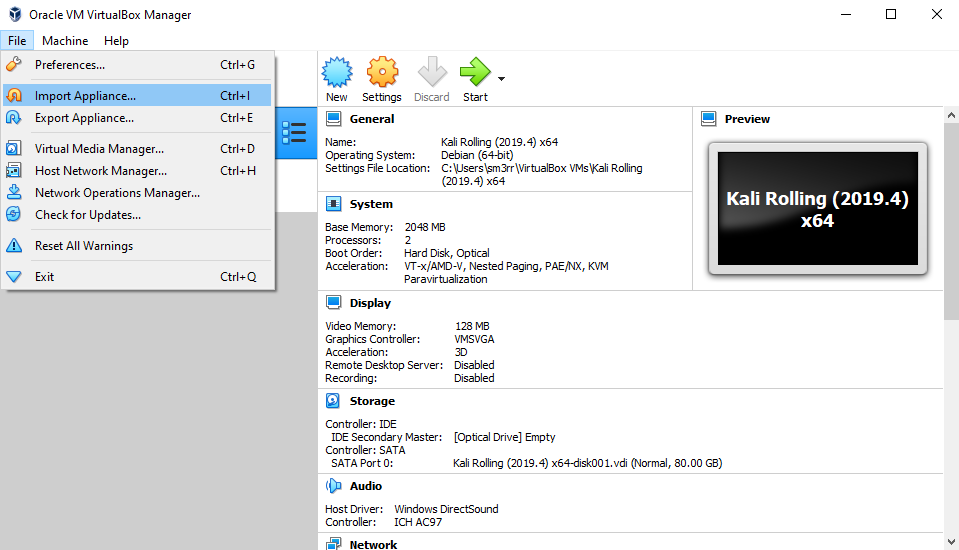 Oracle VM VirtualBox Manager
File Machine Help
Preferences... Ctrl+G
Import Appliance... Ctrl+I
Export Appliance... Ctrl+E
Virtual Media Manager... Ctrl+D
Host Network Manager... Ctrl+H
Network Operations Manager...
Check for Updates...
Reset All Warnings
Exit Ctrl+Q
New Settings Discard Start
General
Name: Kali Rolling (2019.4) x64
Operating System: Debian (64-bit)
Settings File Location: C:\Users\sm3rr\VirtualBox VMs\Kali Rolling
(2019.4) x64
System
Base Memory: 2048 MB
Processors: 2
Boot Order: Hard Disk, Optical
Acceleration: VT-x/AMD-V, Nested Paging, PAE/NX, KVM
Paravirtualization
Preview
Kali Rolling (2019.4)
x64
Display
Video Memory: 128 MB
Graphics Controller: VMSVGA
Acceleration: 3D
Remote Desktop Server: Disabled
Recording: Disabled
Storage
Controller: IDE
IDE Secondary Master: [Optical Drive] Empty
Controller: SATA
SATA Port 0: Kali Rolling (2019.4) x64-disk001.vdi (Normal, 80.00 GB)
Audio
Host Driver: Windows DirectSound
Controller: ICH AC97
Network